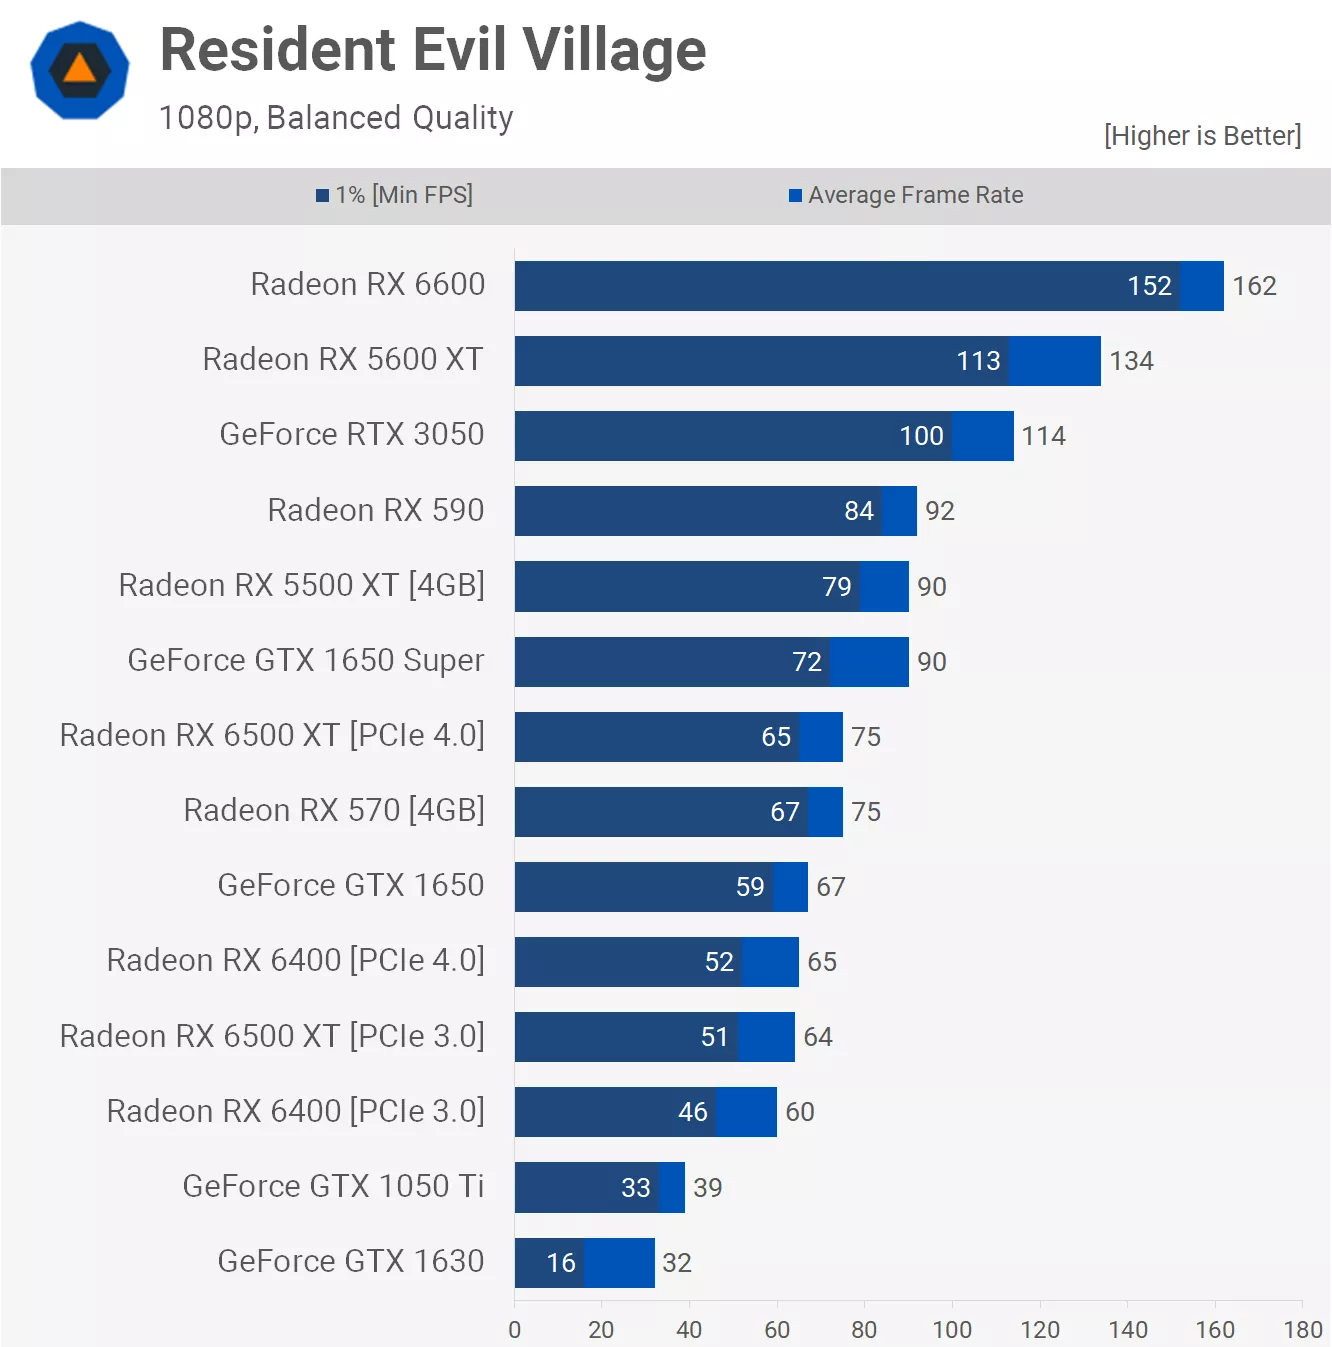 Resident Evil Village
1080p, Balanced Quality
[Higher is Better]
1% [Min FPS] Average Frame Rate
Radeon RX 6600 152 162
Radeon RX 5600 XT 113 134
GeForce RTX 3050 100 114
Radeon RX 590 84 92
Radeon RX 5500 XT [4GB] 79 90
GeForce GTX 1650 Super 72 90
Radeon RX 6500 XT [PCIe 4.0] 65 75
Radeon RX 570 [4GB] 67 75
GeForce GTX 1650 59 67
Radeon RX 6400 [PCIe 4.0] 52 65
Radeon RX 6500 XT [PCIe 3.0] 51 64
Radeon RX 6400 [PCIe 3.0] 46 60
GeForce GTX 1050 Ti 33 39
GeForce GTX 1630 16 32
0 20 40 60 80 100 120 140 160 180